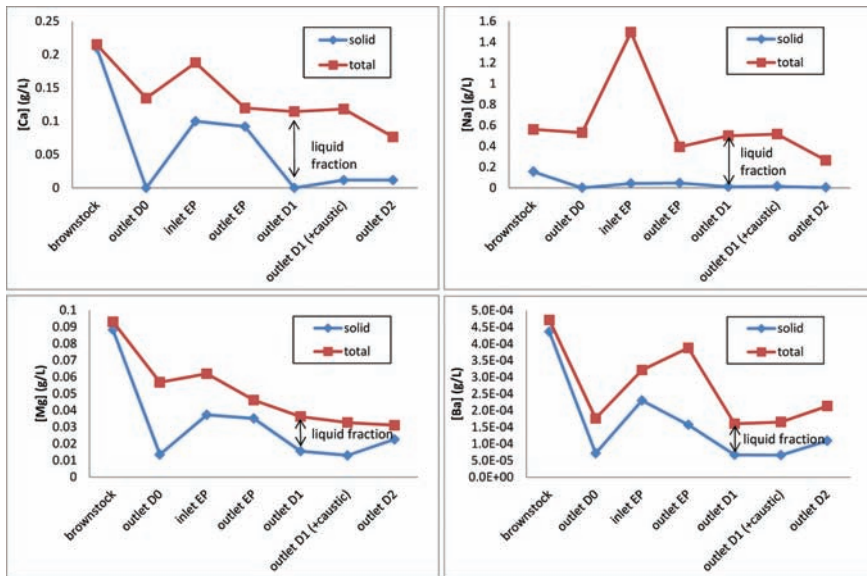 [Ca] (g/L)
0.25
0.2
0.15
0.1
0.05
0
solid
total
liquid
fraction
brownstock
outlet D0
inlet EP
outlet EP
outlet D1
outlet D1 (+caustic)
outlet D2
[Na] (g/L)
1.6
1.4
1.2
1
0.8
0.6
0.4
0.2
0
solid
total
liquid
fraction
brownstock
outlet D0
inlet EP
outlet EP
outlet D1
outlet D1 (+caustic)
outlet D2
[Mg] (g/L)
0.1
0.09
0.08
0.07
0.06
0.05
0.04
0.03
0.02
0.01
0
solid
total
liquid fraction
brownstock
outlet D0
inlet EP
outlet EP
outlet D1
outlet D1 (+caustic)
outlet D2
[Ba] (g/L)
5.0E-04
4.5E-04
4.0E-04
3.5E-04
3.0E-04
2.5E-04
2.0E-04
1.5E-04
1.0E-04
5.0E-05
0.0E+00
solid
total
liquid fraction
brownstock
outlet D0
inlet EP
outlet EP
outlet D1
outlet D1 (+caustic)
outlet D2